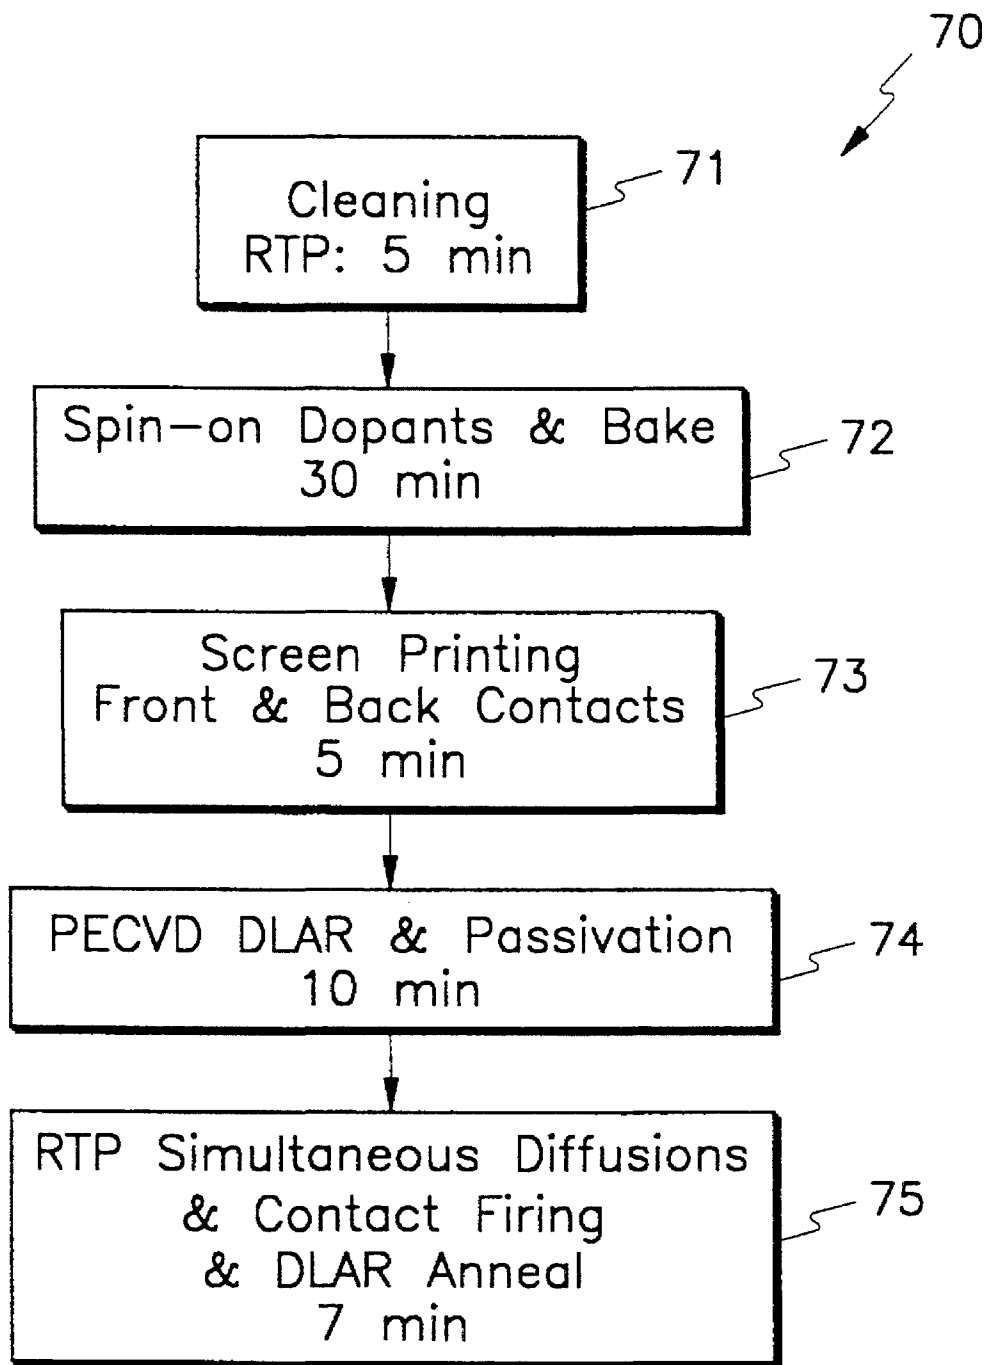 70
Cleaning
RTP: 5 min
71
Spin-on Dopants & Bake
30 min
72
Screen Printing
Front & Back Contacts
5 min
73
PECVD DLAR & Passivation
10 min
74
RTP Simultaneous Diffusions
& Contact Firing
& DLAR Anneal
7 min
75